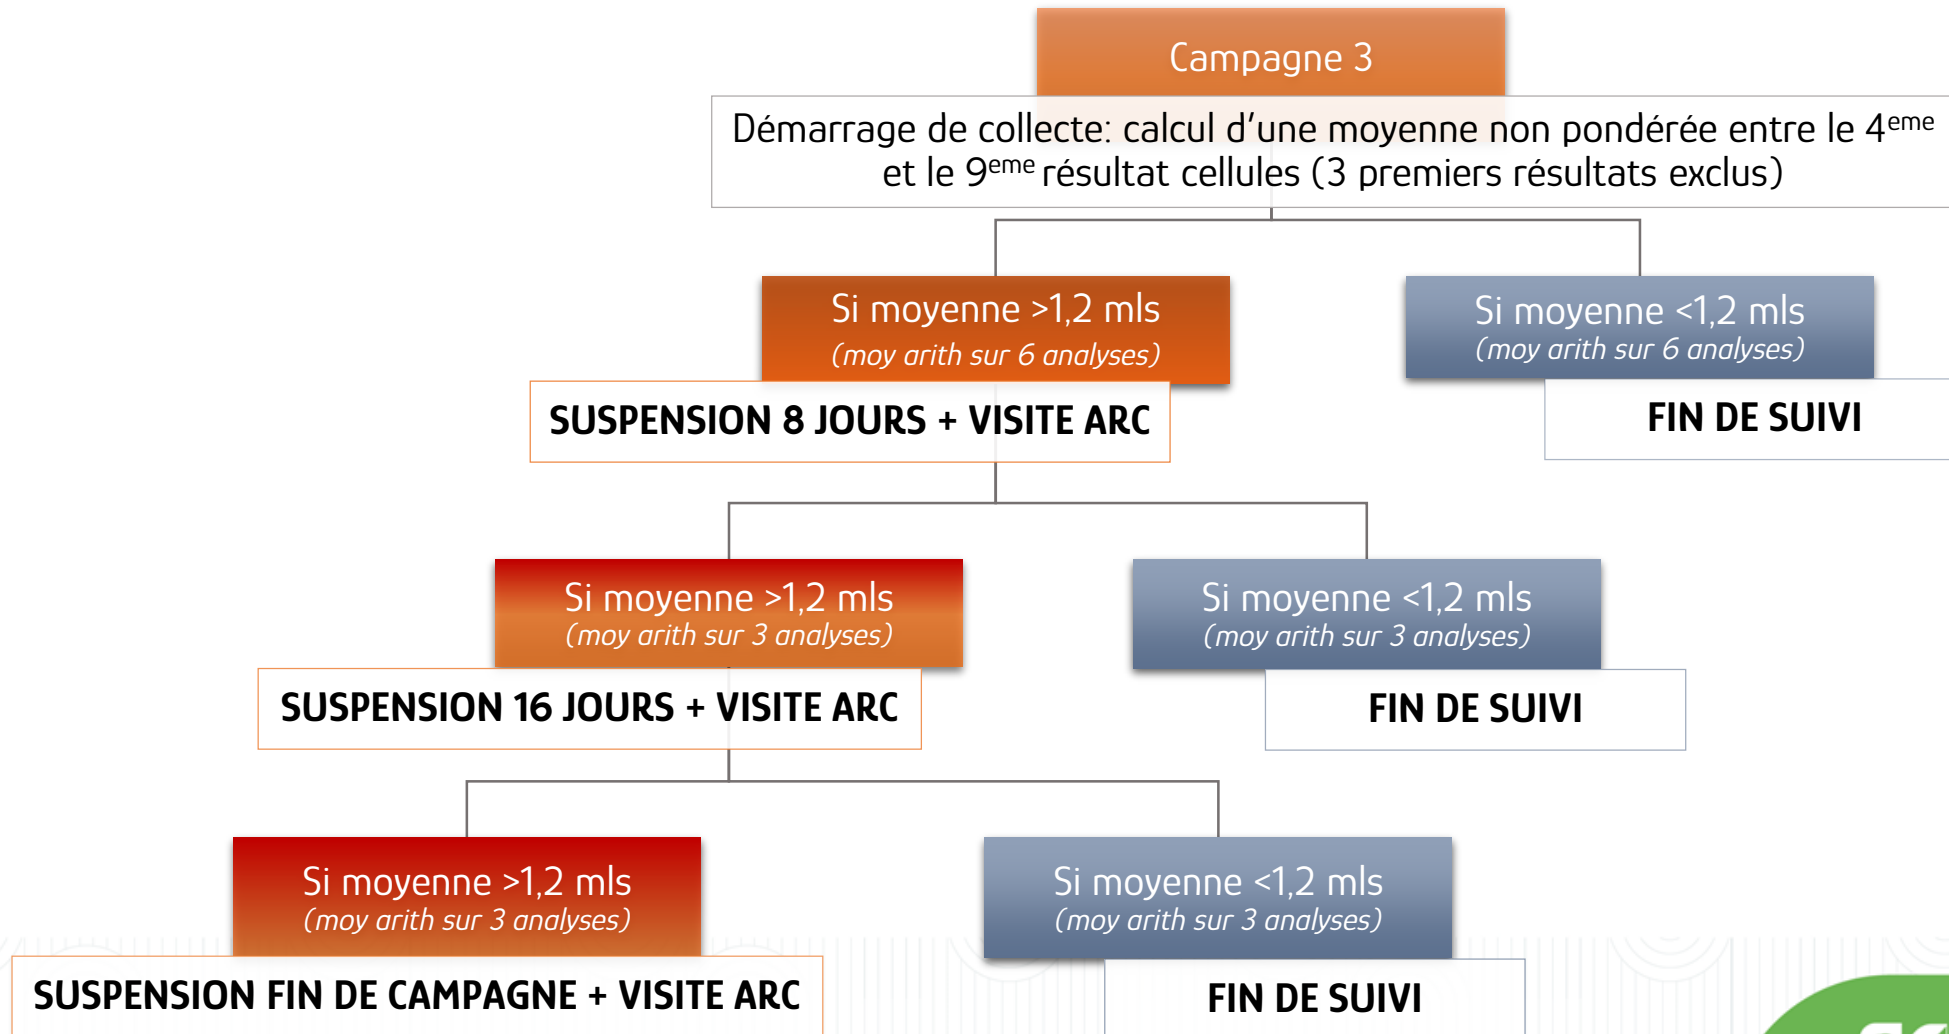 Campagne 3
Démarrage de collecte: calcul d’une moyenne non pondérée entre le 4eme
et le 9eme résultat cellules (3 premiers résultats exclus)
Si moyenne >1,2 mls
(moy arith sur 6 analyses)
SUSPENSION 8 JOURS + VISITE ARC
Si moyenne <1,2 mls
(moy arith sur 6 analyses)
FIN DE SUIVI
Si moyenne >1,2 mls
(moy arith sur 3 analyses)
SUSPENSION 16 JOURS + VISITE ARC
Si moyenne <1,2 mls
(moy arith sur 3 analyses)
FIN DE SUIVI
Si moyenne >1,2 mls
(moy arith sur 3 analyses)
SUSPENSION FIN DE CAMPAGNE + VISITE ARC
Si moyenne <1,2 mls
(moy arith sur 3 analyses)
FIN DE SUIVI